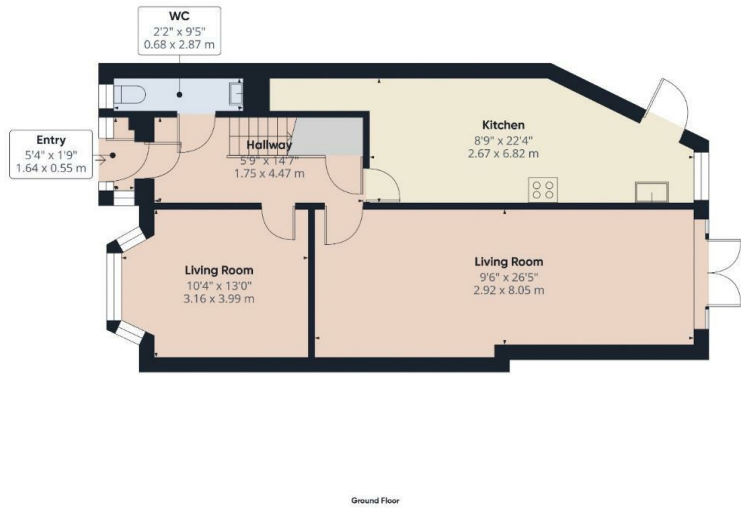 WC
2'2" x 9'5"
0.68 x 2.87 m
Entry
5'4" x 1'9"
1.64 x 0.55 m
Hallway
5'9" x 14'7"
1.75 x 4.47 m
Kitchen
8'9" x 22'4"
2.67 x 6.82 m
Living Room
10'4" x 13'0"
3.16 x 3.99 m
Living Room
9'6" x 26'5"
2.92 x 8.05 m
Ground Floor